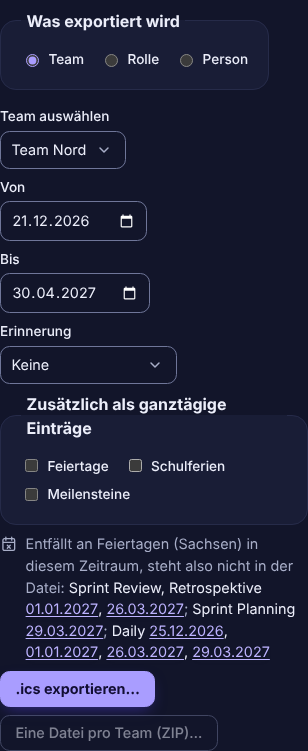 Was exportiert wird
Team Rolle Person
Team auswählen
Team Nord
Von
21.12.2026
Bis
30.04.2027
Erinnerung
Keine
Zusätzlich als ganztägige
Einträge
Feiertage Schulferien
Meilensteine
Entfällt an Feiertagen (Sachsen) in
diesem Zeitraum, steht also nicht in der
Datei: Sprint Review, Retrospektive
01.01.2027, 26.03.2027; Sprint Planning
29.03.2027; Daily 25.12.2026,
01.01.2027, 26.03.2027, 29.03.2027
.ics exportieren…
Eine Datei pro Team (ZIP)…